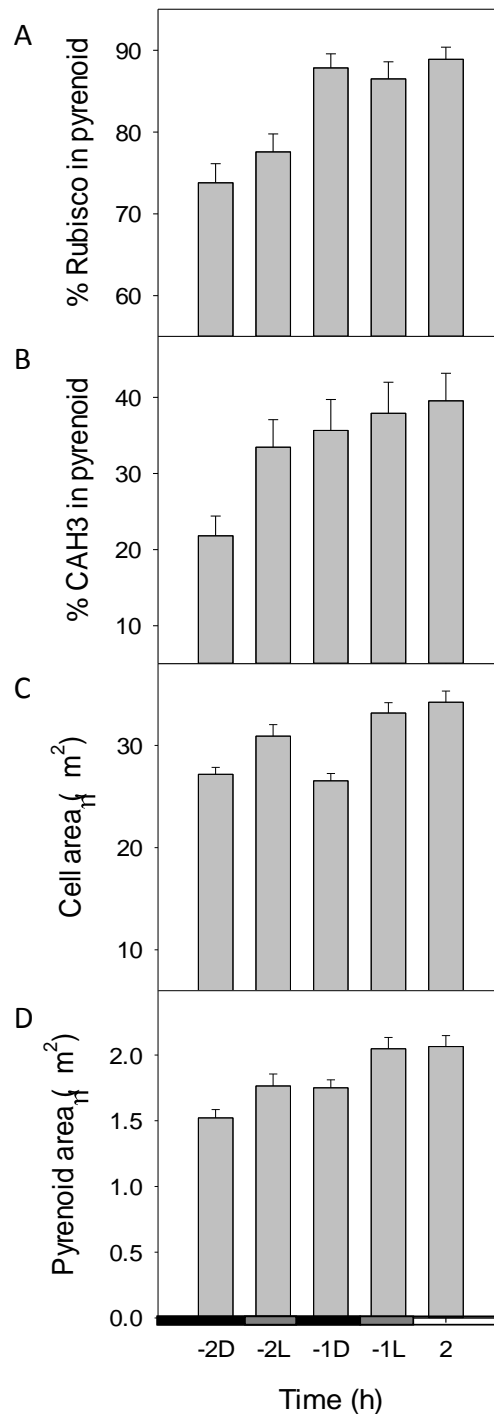 A
% Rubisco in pyrenoid
90
80
70
60
B
% CAH3 in pyrenoid
40
30
20
10
C
Cell area ( m²)
30
20
10
D
Pyrenoid area ( m²)
2.0
1.5
1.0
0.5
0.0
-2D -2L -1D -1L 2
Time (h)